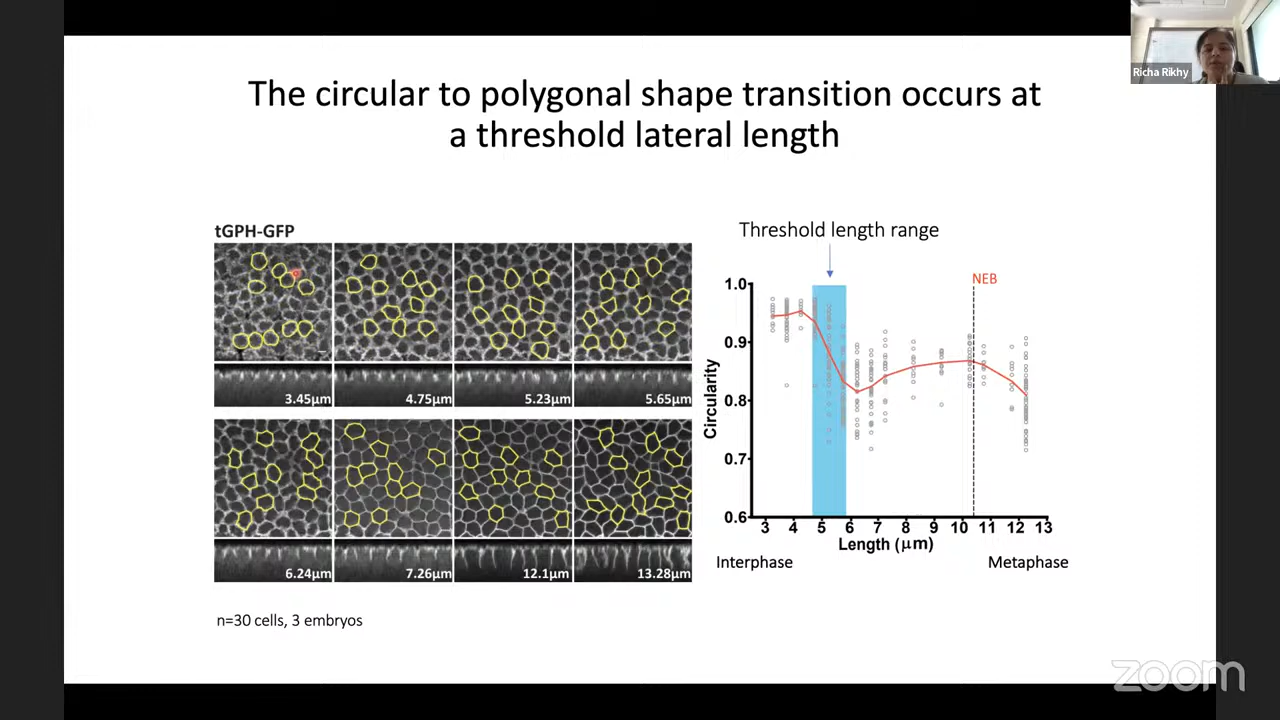 Richa Rikhy
The circular to polygonal shape transition occurs at
a threshold lateral length
tGPH-GFP
3.45µm
4.75µm
5.23µm
5.65µm
6.24µm
7.26µm
12.1µm
13.28µm
n=30 cells, 3 embryos
Threshold length range
NEB
1.0
0.9
0.8
0.7
0.6
Circularity
3 4 5 6 7 8 9 10 11 12 13
Length (µm)
Interphase
Metaphase
zoom